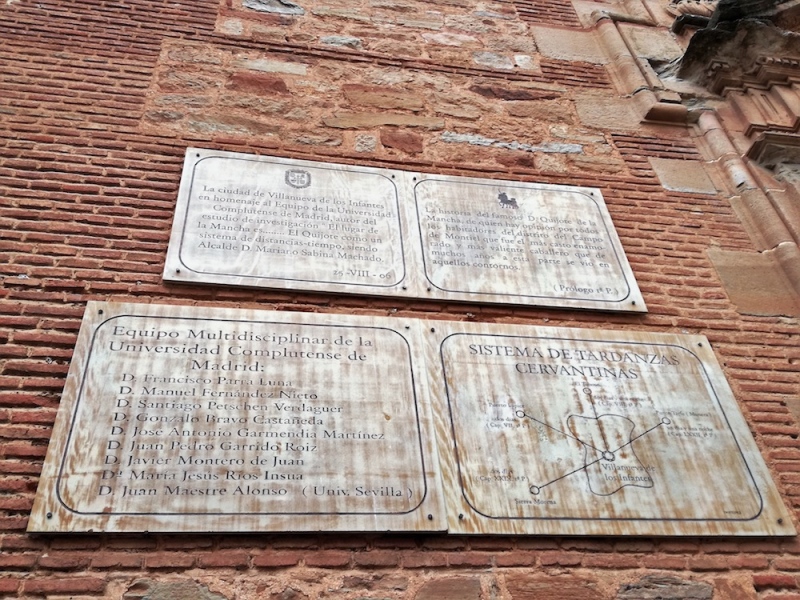 La ciudad de Villanueva de los Infantes
en homenaje al Equipo de la Universidad
Complutense de Madrid, autor del
estudio de investigación "El lugar de
la Mancha es...... El Quijote como un
sistema de distancias-tiempo, siendo
Alcalde D. Mariano Sabina Machado.
25-VIII-06
La historia del famoso D. Quijote de la
Mancha, de quien hay opinión por todos
los habitadores del distrito del Campo
de Montiel que fue el más casto enamo
rado y más valiente caballero que de
muchos años a esta parte se vio en
aquellos contornos.
(Prólogo 1ª P.)
Equipo Multidisciplinar de la
Universidad Complutense de
Madrid:
D. Francisco Parra Luna
D. Manuel Fernández Nieto
D. Santiago Petschen Verdaguer
D. Gonzalo Bravo Castañeda
D. José Antonio Garmendia Martínez
D. Juan Pedro Garrido Roiz
D. Javier Montero de Juan
D.ª María Jesús Ríos Insua
D. Juan Maestre Alonso (Univ. Sevilla)
SISTEMA DE TARDANZAS
CERVANTINAS
Villanueva de
los Infantes
Sierra Morena